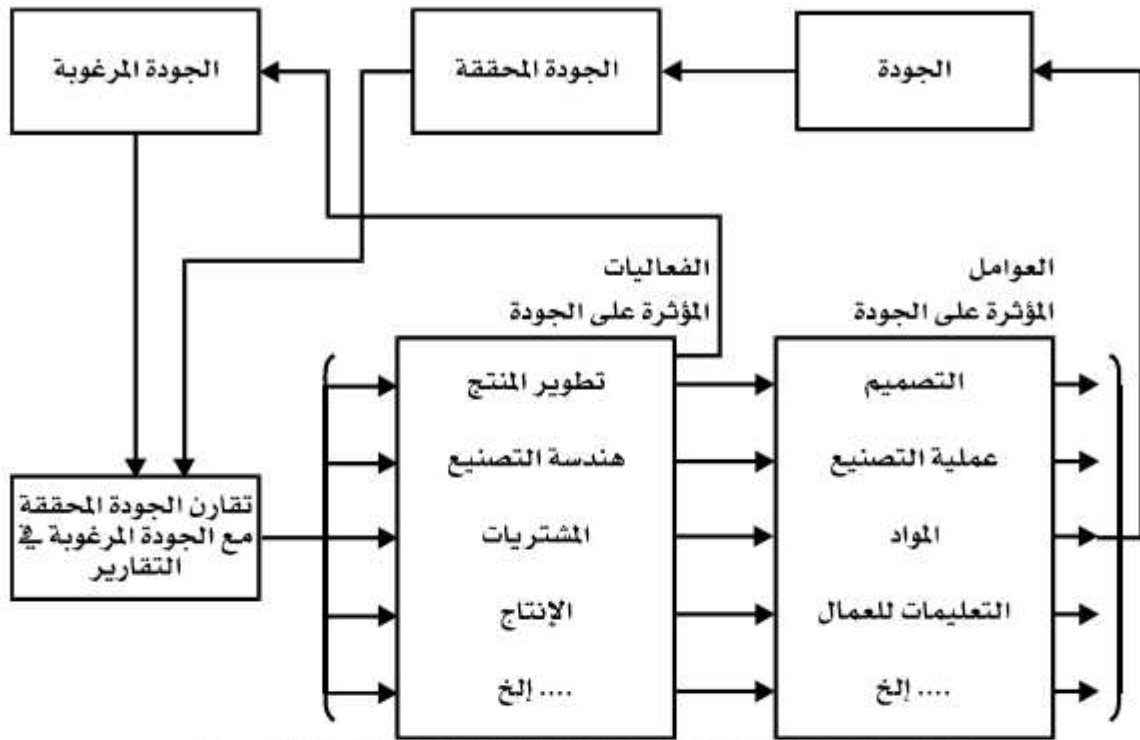 الجودة
الجودة المحققة
الجودة المرغوبة
العوامل
المؤثرة على الجودة
الفعاليات
المؤثرة على الجودة
التصميم
عملية التصنيع
المواد
التعليمات للعمال
.... إلخ
تطوير المنتج
هندسة التصنيع
المشتريات
الإنتاج
.... إلخ
تقارن الجودة المحققة
مع الجودة المرغوبة في
التقارير